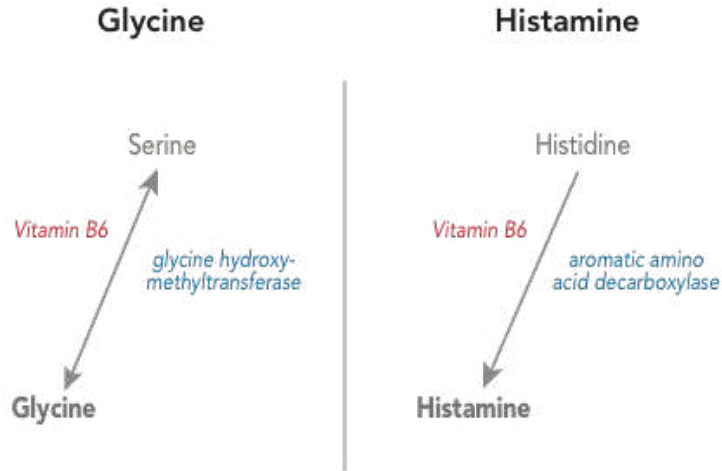 Glycine
Serine
Vitamin B6
glycine hydroxy-
methyltransferase
Glycine
Histamine
Histidine
Vitamin B6
aromatic amino
acid decarboxylase
Histamine